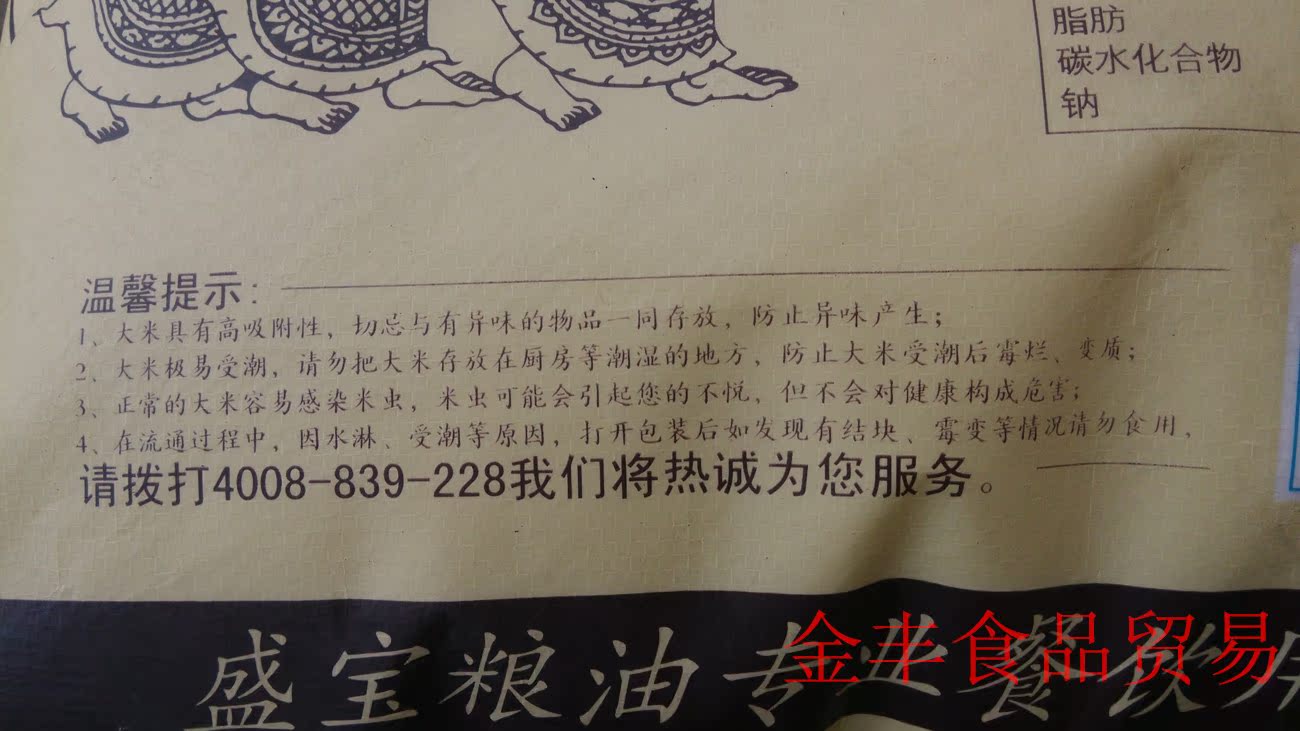 脂肪
碳水化合物
钠
温馨提示：
1、大米具有高吸附性，切忌与有异味的物品一同存放，防止异味产生；
2、大米极易受潮，请勿把大米存放在厨房等潮湿的地方，防止大米受潮后霉烂、变质；
3、正常的大米容易感染米虫，米虫可能会引起您的不悦，但不会对健康构成危害；
4、在流通过程中，因水淋、受潮等原因，打开包装后如发现有结块、霉变等情况请勿食用，
请拨打4008-839-228我们将热诚为您服务。
盛宝粮油专业餐饮用
金丰食品贸易